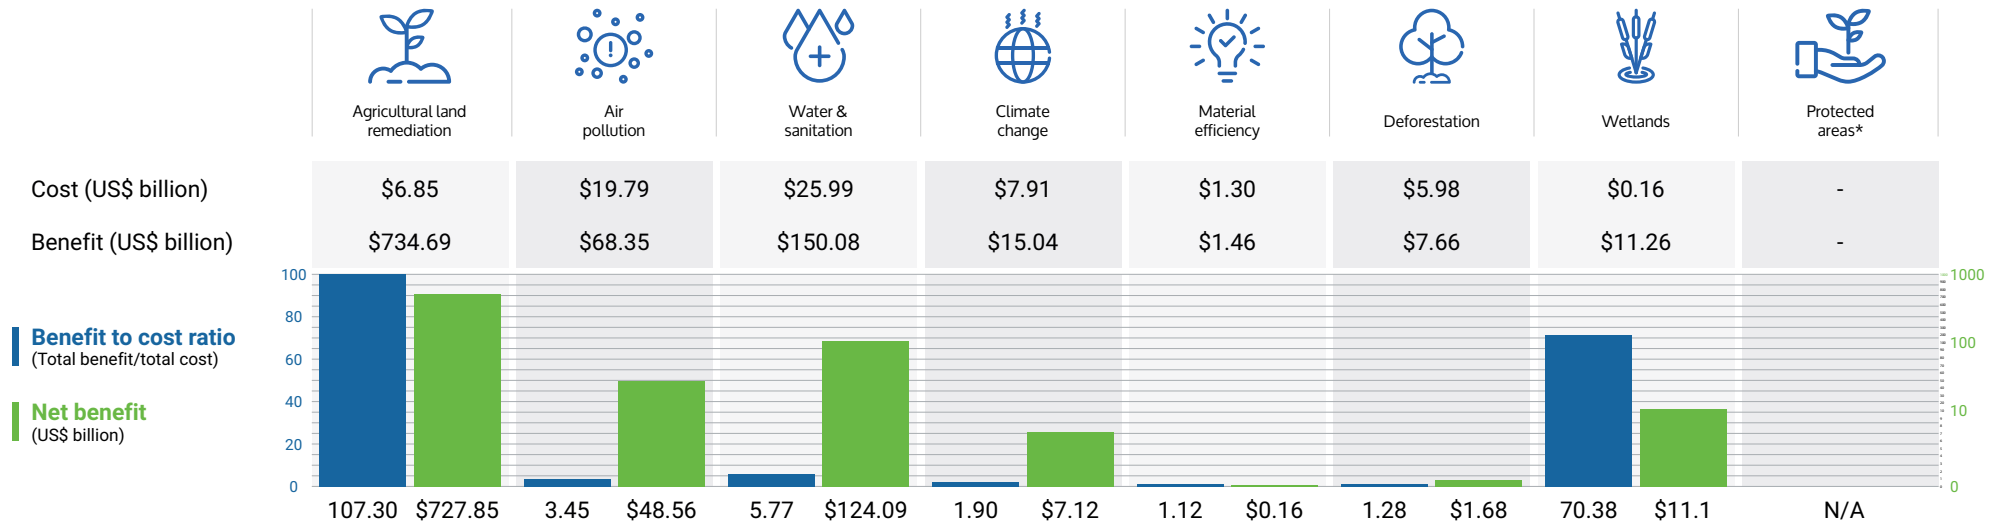 Agricultural land
remediation
Air
pollution
Water &
sanitation
Climate
change
Material
efficiency
Deforestation
Wetlands
Protected
areas*
Cost (US$ billion) $6.85 $19.79 $25.99 $7.91 $1.30 $5.98 $0.16 -
Benefit (US$ billion) $734.69 $68.35 $150.08 $15.04 $1.46 $7.66 $11.26 -
Benefit to cost ratio
(Total benefit/total cost)
Net benefit
(US$ billion)
100
80
60
40
20
0
1000
100
10
0
107.30 $727.85 3.45 $48.56 5.77 $124.09 1.90 $7.12 1.12 $0.16 1.28 $1.68 70.38 $11.1 N/A